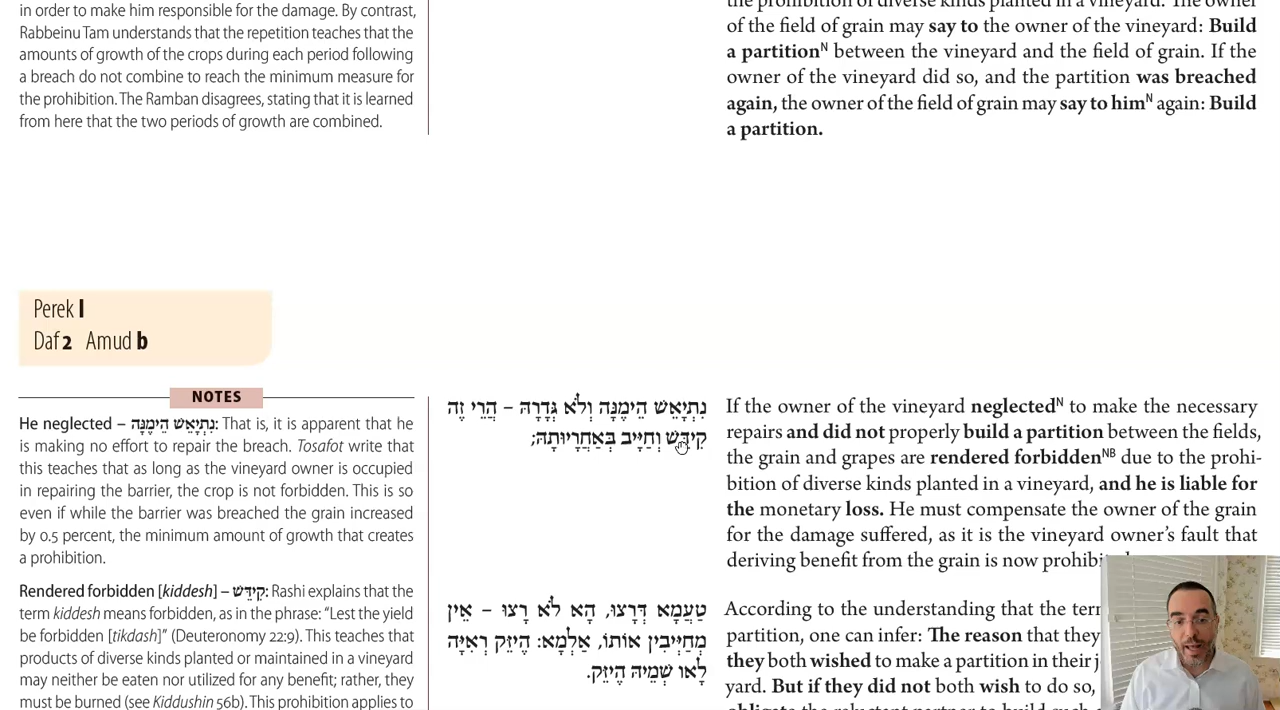 in order to make him responsible for the damage. By contrast,
Rabbeinu Tam understands that the repetition teaches that the
amounts of growth of the crops during each period following
a breach do not combine to reach the minimum measure for
the prohibition. The Ramban disagrees, stating that it is learned
from here that the two periods of growth are combined.
the prohibition of diverse kinds planted in a vineyard. The owner
of the field of grain may say to the owner of the vineyard: Build
a partitionᴺ between the vineyard and the field of grain. If the
owner of the vineyard did so, and the partition was breached
again, the owner of the field of grain may say to himᴺ again: Build
a partition.
Perek I
Daf 2 Amud b
NOTES
He neglected – נִתְיָאֵשׁ הֵימֶנָּה: That is, it is apparent that he
is making no effort to repair the breach. Tosafot write that
this teaches that as long as the vineyard owner is occupied
in repairing the barrier, the crop is not forbidden. This is so
even if while the barrier was breached the grain increased
by 0.5 percent, the minimum amount of growth that creates
a prohibition.
Rendered forbidden [kiddesh] – קִידֵּשׁ: Rashi explains that the
term kiddesh means forbidden, as in the phrase: “Lest the yield
be forbidden [tikdash]” (Deuteronomy 22:9). This teaches that
products of diverse kinds planted or maintained in a vineyard
may neither be eaten nor utilized for any benefit; rather, they
must be burned (see Kiddushin 56b). This prohibition applies to
נִתְיָאֵשׁ הֵימֶנָּה וְלֹא גְּדָרָהּ – הֲרֵי זֶה
קִידֵּשׁ וְחַיָּיב בְּאַחְרָיוּתָהּ;
טַעְמָא דְּרָצוּ, הָא לֹא רָצוּ – אֵין
מְחַיְּיבִין אוֹתוֹ, אַלְמָא: הֶיזֵּק רְאִיָּה
לָאו שְׁמֵיהּ הֶיזֵּק.
If the owner of the vineyard neglectedᴺ to make the necessary
repairs and did not properly build a partition between the fields,
the grain and grapes are rendered forbiddenᴺᴮ due to the prohi-
bition of diverse kinds planted in a vineyard, and he is liable for
the monetary loss. He must compensate the owner of the grain
for the damage suffered, as it is the vineyard owner’s fault that
deriving benefit from the grain is now
According to the understanding that the
partition, one can infer: The reason that they
they both wished to make a partition in their
yard. But if they did not both wish to do so,
obligate the reluctant partner to build such